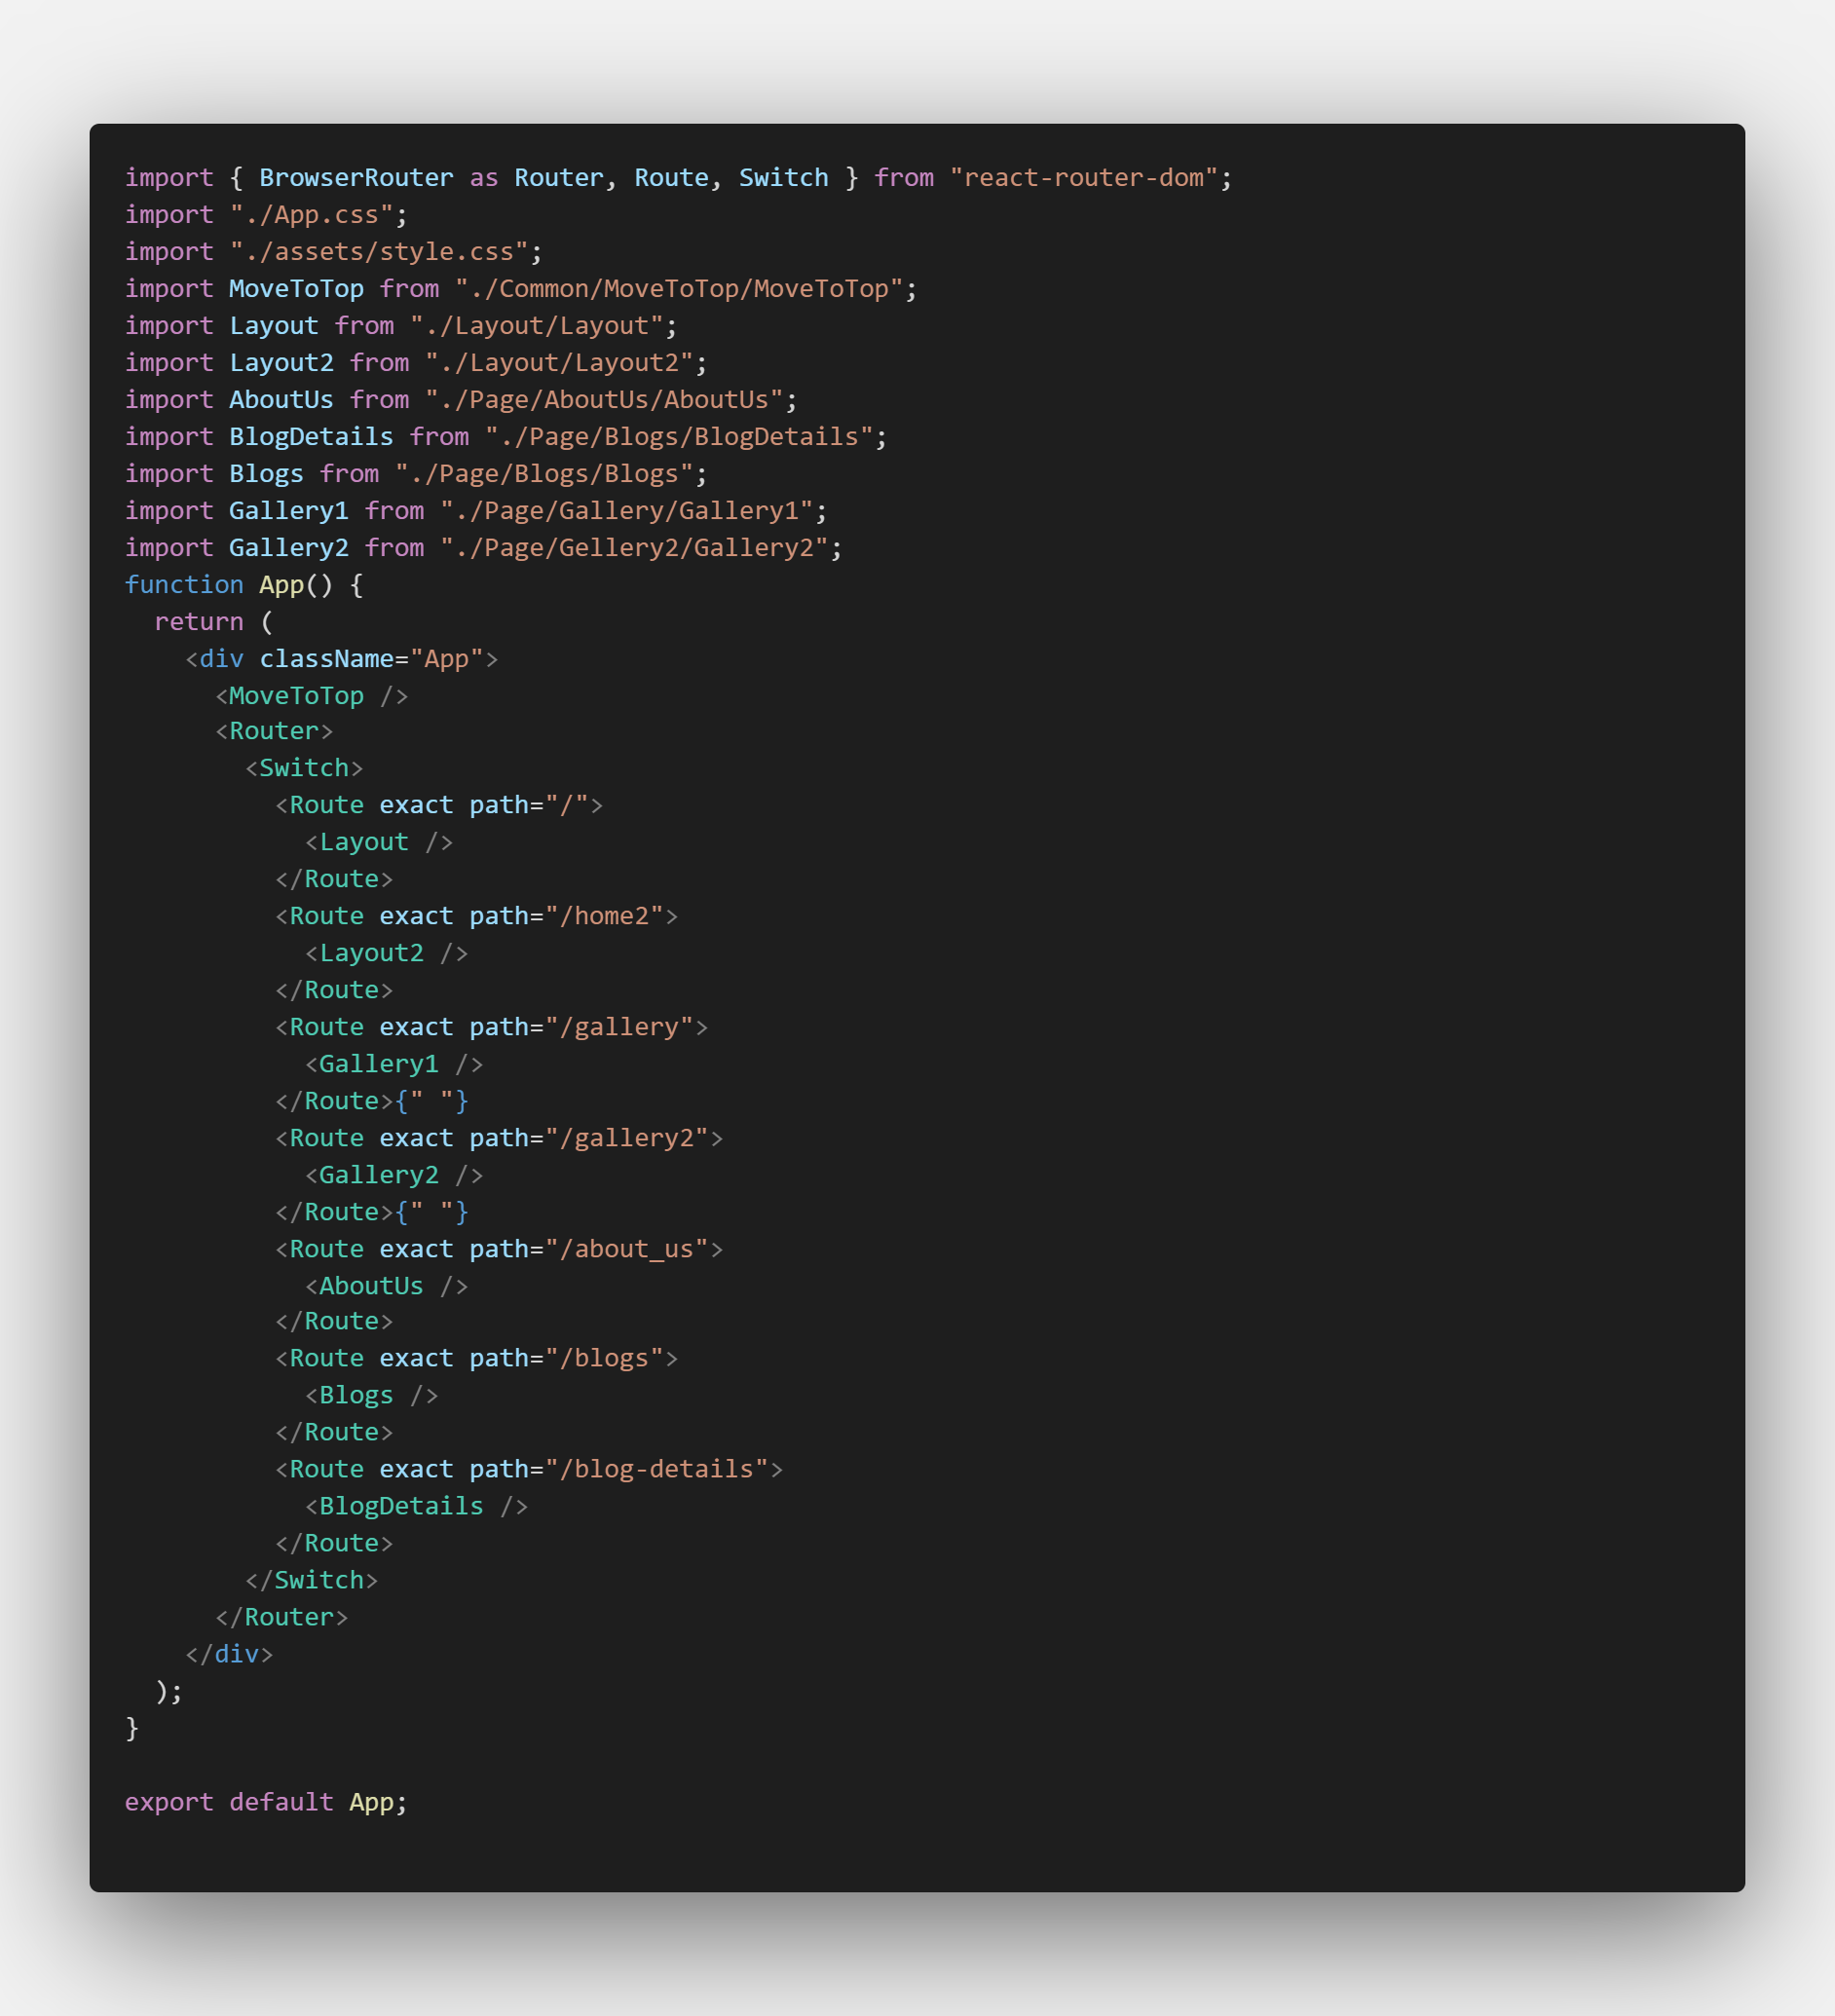 import { BrowserRouter as Router, Route, Switch } from "react-router-dom";
import "./App.css";
import "./assets/style.css";
import MoveToTop from "./Common/MoveToTop/MoveToTop";
import Layout from "./Layout/Layout";
import Layout2 from "./Layout/Layout2";
import AboutUs from "./Page/AboutUs/AboutUs";
import BlogDetails from "./Page/Blogs/BlogDetails";
import Blogs from "./Page/Blogs/Blogs";
import Gallery1 from "./Page/Gallery/Gallery1";
import Gallery2 from "./Page/Gellery2/Gallery2";
function App() {
  return (
    <div className="App">
      <MoveToTop />
      <Router>
        <Switch>
          <Route exact path="/">
            <Layout />
          </Route>
          <Route exact path="/home2">
            <Layout2 />
          </Route>
          <Route exact path="/gallery">
            <Gallery1 />
          </Route>{" "}
          <Route exact path="/gallery2">
            <Gallery2 />
          </Route>{" "}
          <Route exact path="/about_us">
            <AboutUs />
          </Route>
          <Route exact path="/blogs">
            <Blogs />
          </Route>
          <Route exact path="/blog-details">
            <BlogDetails />
          </Route>
        </Switch>
      </Router>
    </div>
  );
}

export default App;